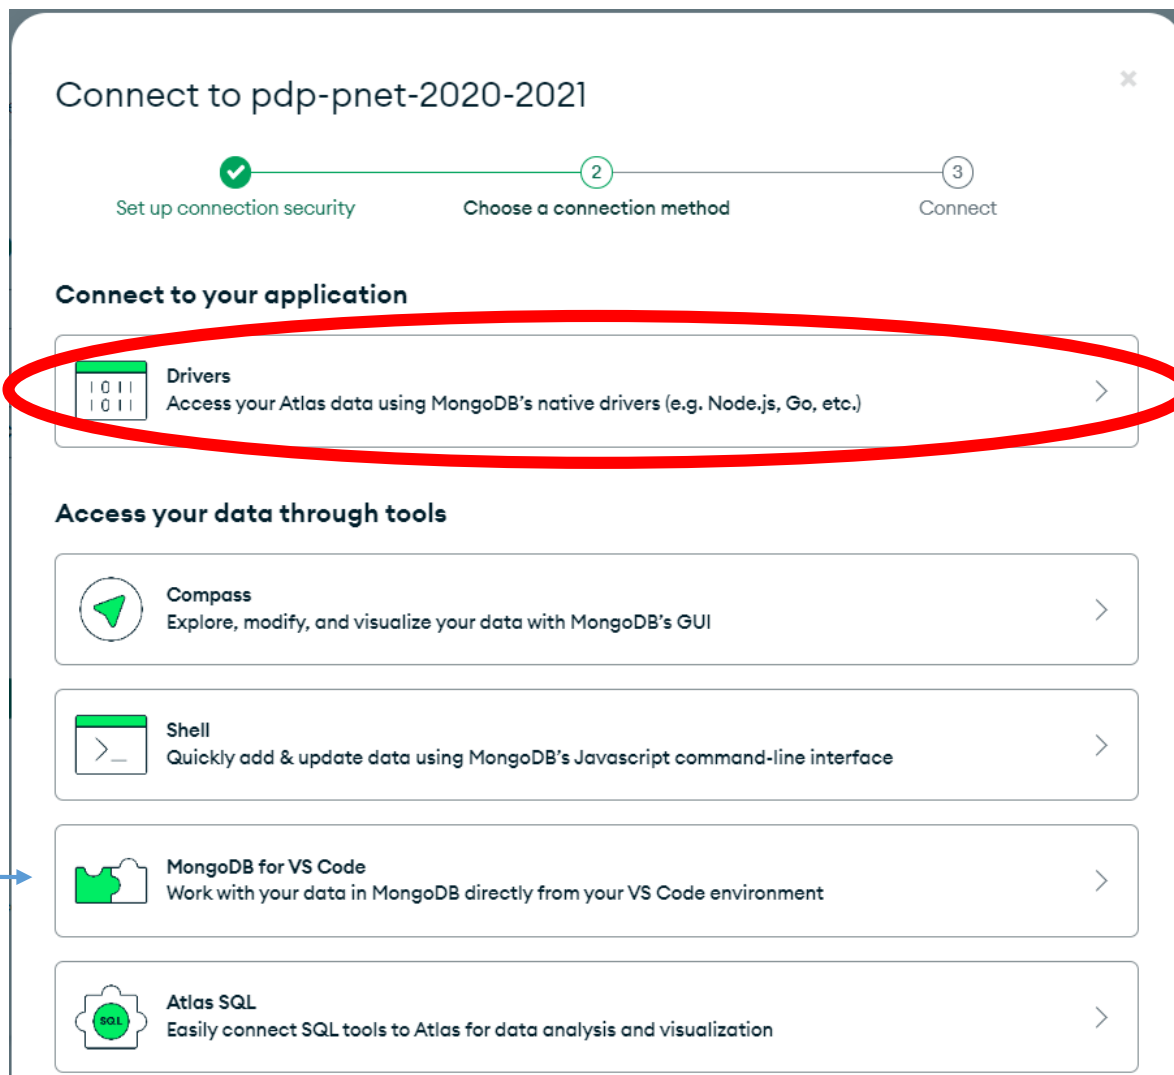 Connect to pdp-pnet-2020-2021
2
3
Set up connection security
Choose a connection method
Connect
Connect to your application
1011
1011
Drivers
Access your Atlas data using MongoDB's native drivers (e.g. Node.js, Go, etc.)
Access your data through tools
Compass
Explore, modify, and visualize your data with MongoDB's GUI
>_
Shell
Quickly add & update data using MongoDB's Javascript command-line interface
MongoDB for VS Code
Work with your data in MongoDB directly from your VS Code environment
SQL
Atlas SQL
Easily connect SQL tools to Atlas for data analysis and visualization